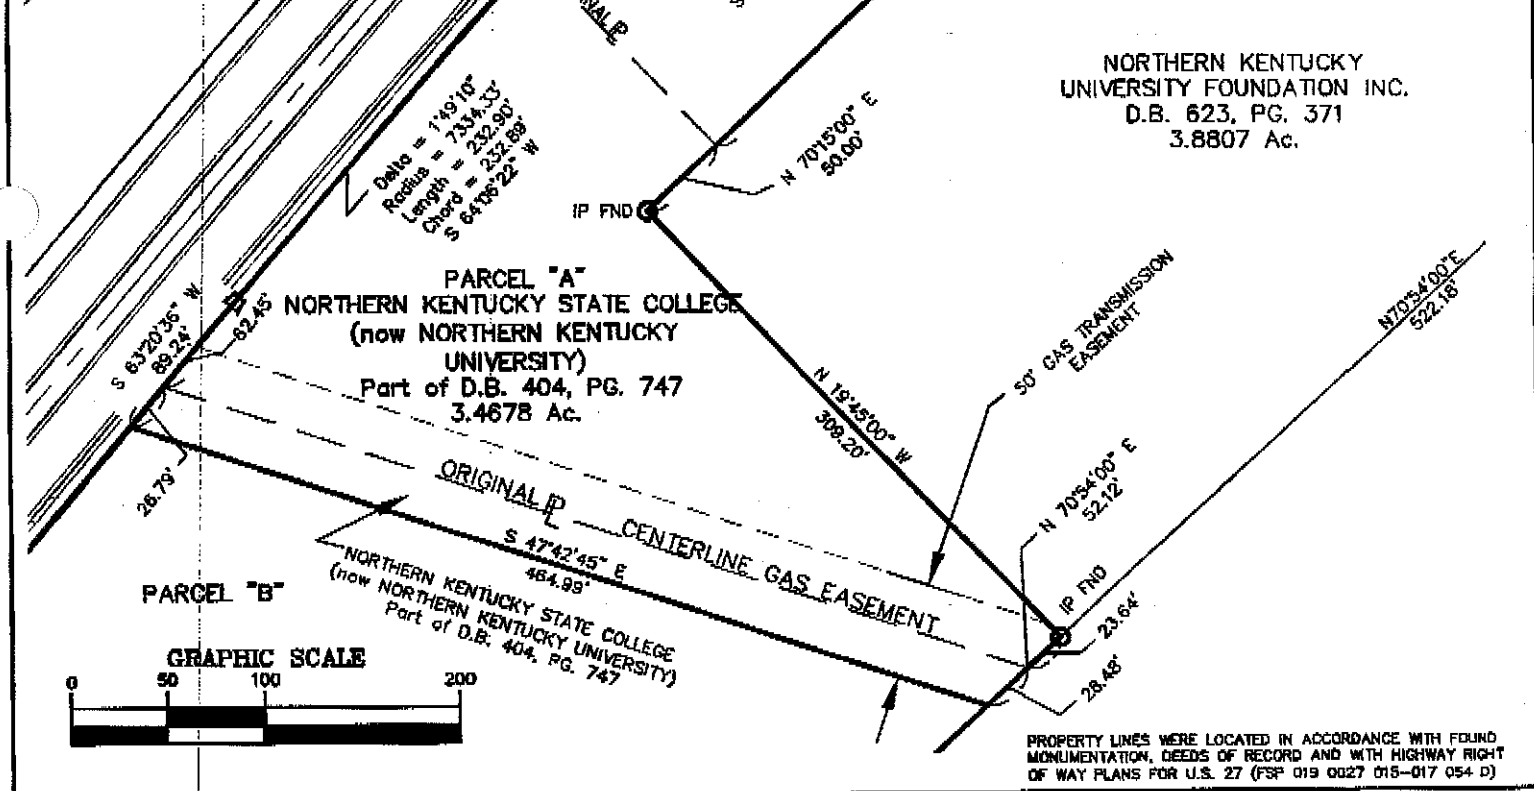 NORTHERN KENTUCKY
UNIVERSITY FOUNDATION INC.
D.B. 623, PG. 371
3.8807 Ac.
Delta = 1°49'10"
Radius = 7334.33'
Length = 232.90'
Chord = 232.89'
S 64°06'22" W
N 70°15'00" E
50.00'
IP FND
PARCEL "A"
NORTHERN KENTUCKY STATE COLLEGE
(now NORTHERN KENTUCKY
UNIVERSITY)
Part of D.B. 404, PG. 747
3.4678 Ac.
S 63°20'36" W
89.24'
62.45'
26.79'
50' GAS TRANSMISSION
EASEMENT
N70°54'00"E
522.18'
N 19°45'00" W
309.20'
N 70°54'00" E
52.12'
ORIGINAL PL
CENTERLINE GAS EASEMENT
S 47°42'45" E
464.99'
IP FND
23.64'
28.48'
NORTHERN KENTUCKY STATE COLLEGE
(now NORTHERN KENTUCKY UNIVERSITY)
Part of D.B. 404, PG. 747
PARCEL "B"
GRAPHIC SCALE
0 50 100 200
PROPERTY LINES WERE LOCATED IN ACCORDANCE WITH FOUND
MONUMENTATION, DEEDS OF RECORD AND WITH HIGHWAY RIGHT
OF WAY PLANS FOR U.S. 27 (FSP 019 0027 015-017 054 D)